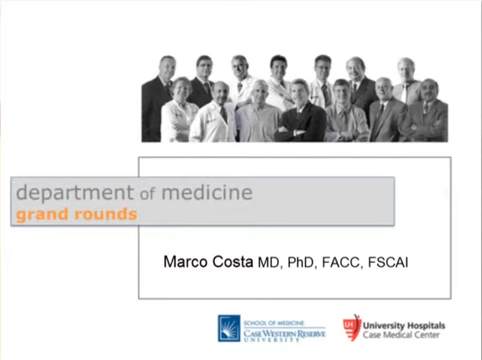 department of medicine
grand rounds
Marco Costa MD, PhD, FACC, FSCAI
SCHOOL OF MEDICINE
CASE WESTERN RESERVE
UNIVERSITY
UH
University Hospitals
Case Medical Center